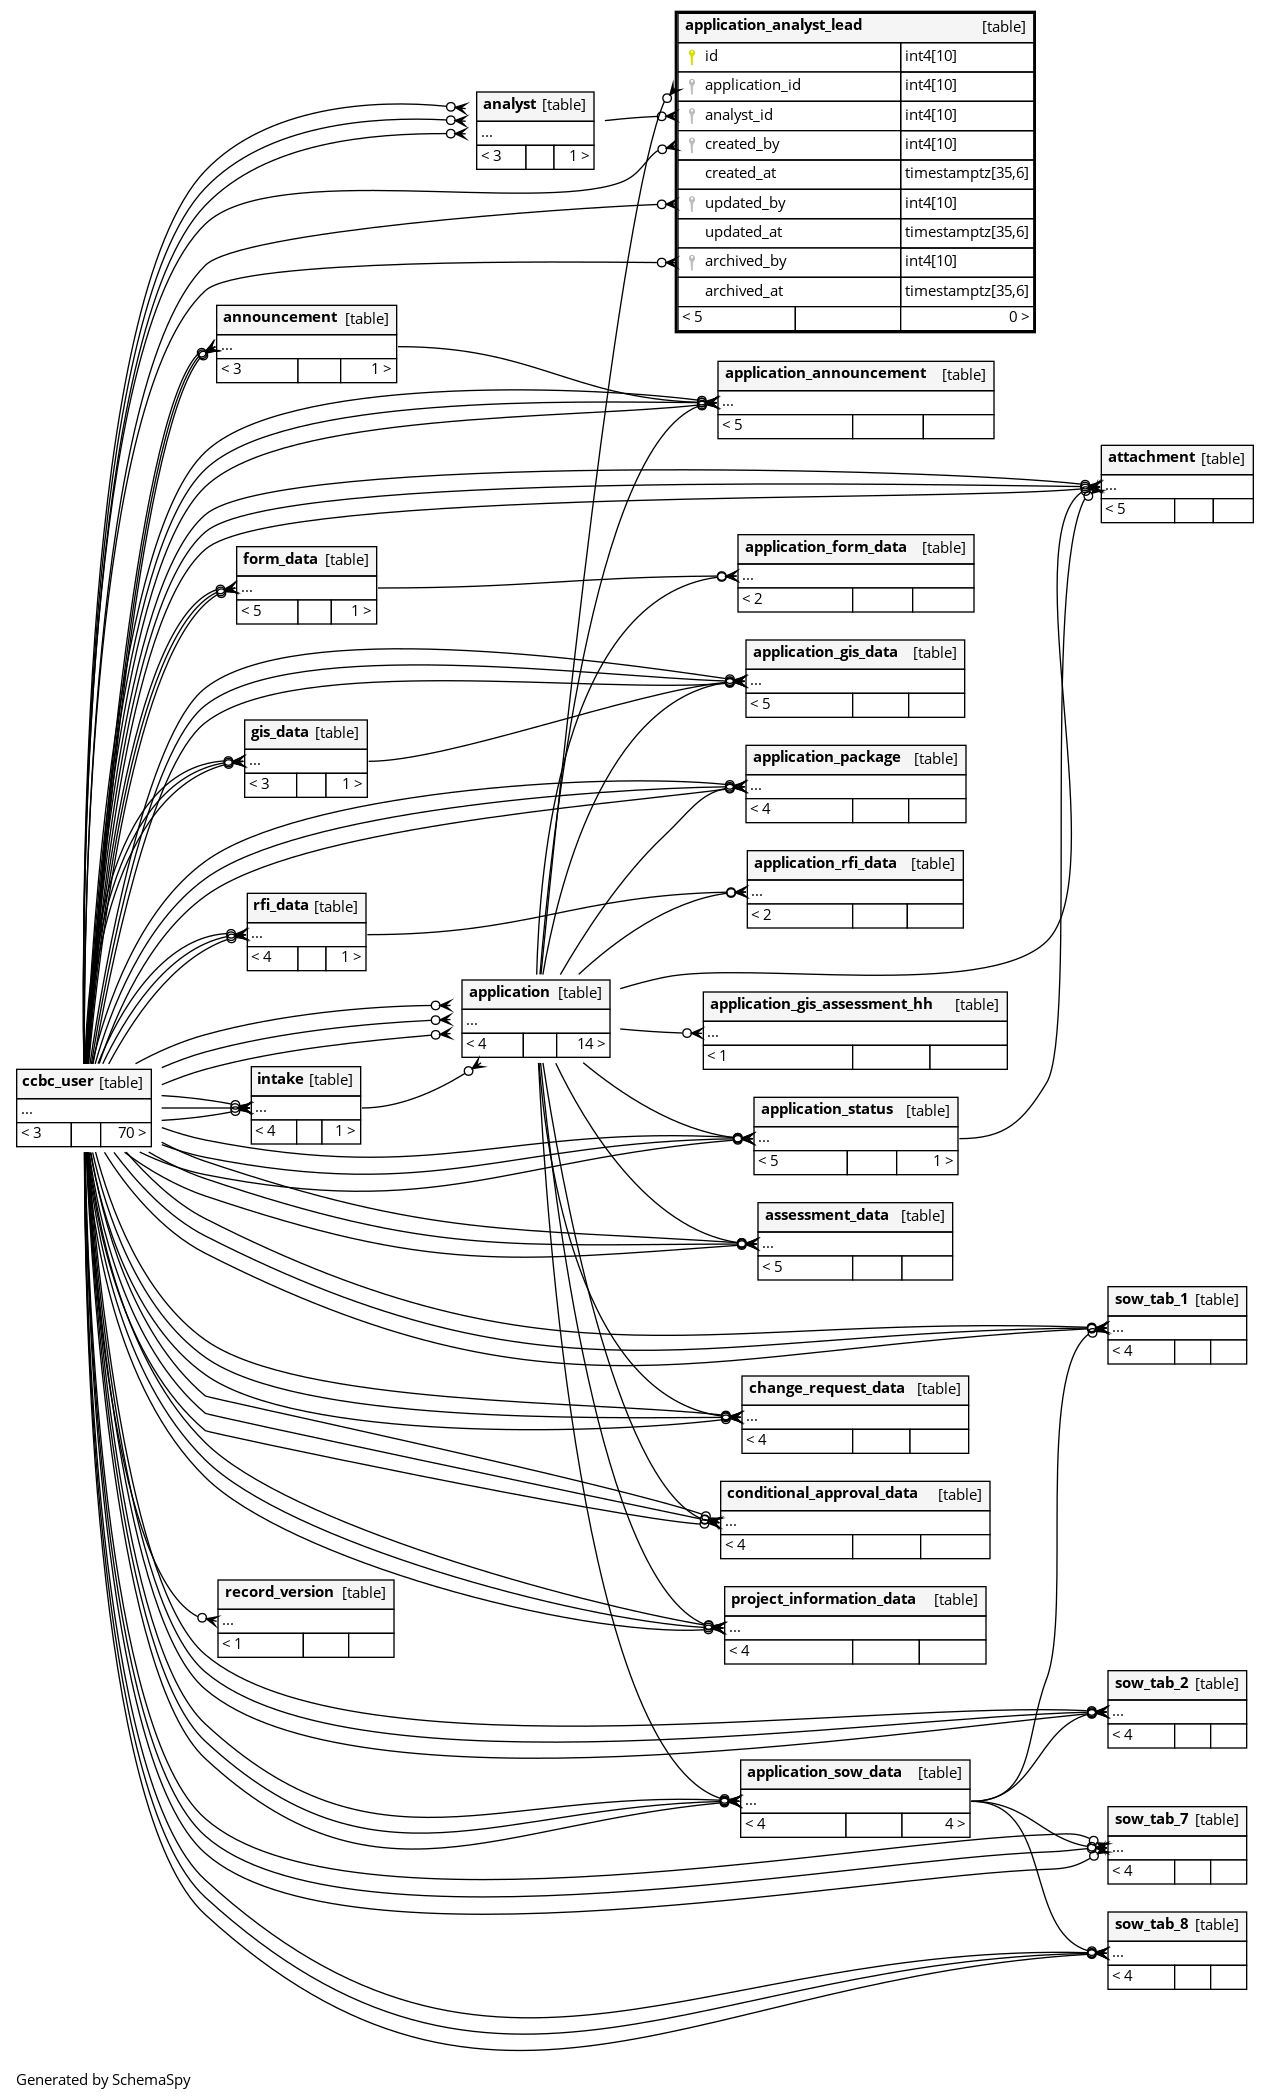 application_analyst_lead [table]
id int4[10]
application_id int4[10]
analyst_id int4[10]
created_by int4[10]
created_at timestamptz[35,6]
updated_by int4[10]
updated_at timestamptz[35,6]
archived_by int4[10]
archived_at timestamptz[35,6]
< 5 0 >
analyst [table]
...
< 3 1 >
announcement [table]
...
< 3 1 >
application_announcement [table]
...
< 5
attachment [table]
...
< 5
form_data [table]
...
< 5 1 >
application_form_data [table]
...
< 2
application_gis_data [table]
...
< 5
gis_data [table]
...
< 3 1 >
application_package [table]
...
< 4
application_rfi_data [table]
...
< 2
rfi_data [table]
...
< 4 1 >
application [table]
...
< 4 14 >
application_gis_assessment_hh [table]
...
< 1
ccbc_user [table]
...
< 3 70 >
intake [table]
...
< 4 1 >
application_status [table]
...
< 5 1 >
assessment_data [table]
...
< 5
sow_tab_1 [table]
...
< 4
change_request_data [table]
...
< 4
conditional_approval_data [table]
...
< 4
record_version [table]
...
< 1
project_information_data [table]
...
< 4
sow_tab_2 [table]
...
< 4
application_sow_data [table]
...
< 4 4 >
sow_tab_7 [table]
...
< 4
sow_tab_8 [table]
...
< 4
Generated by SchemaSpy